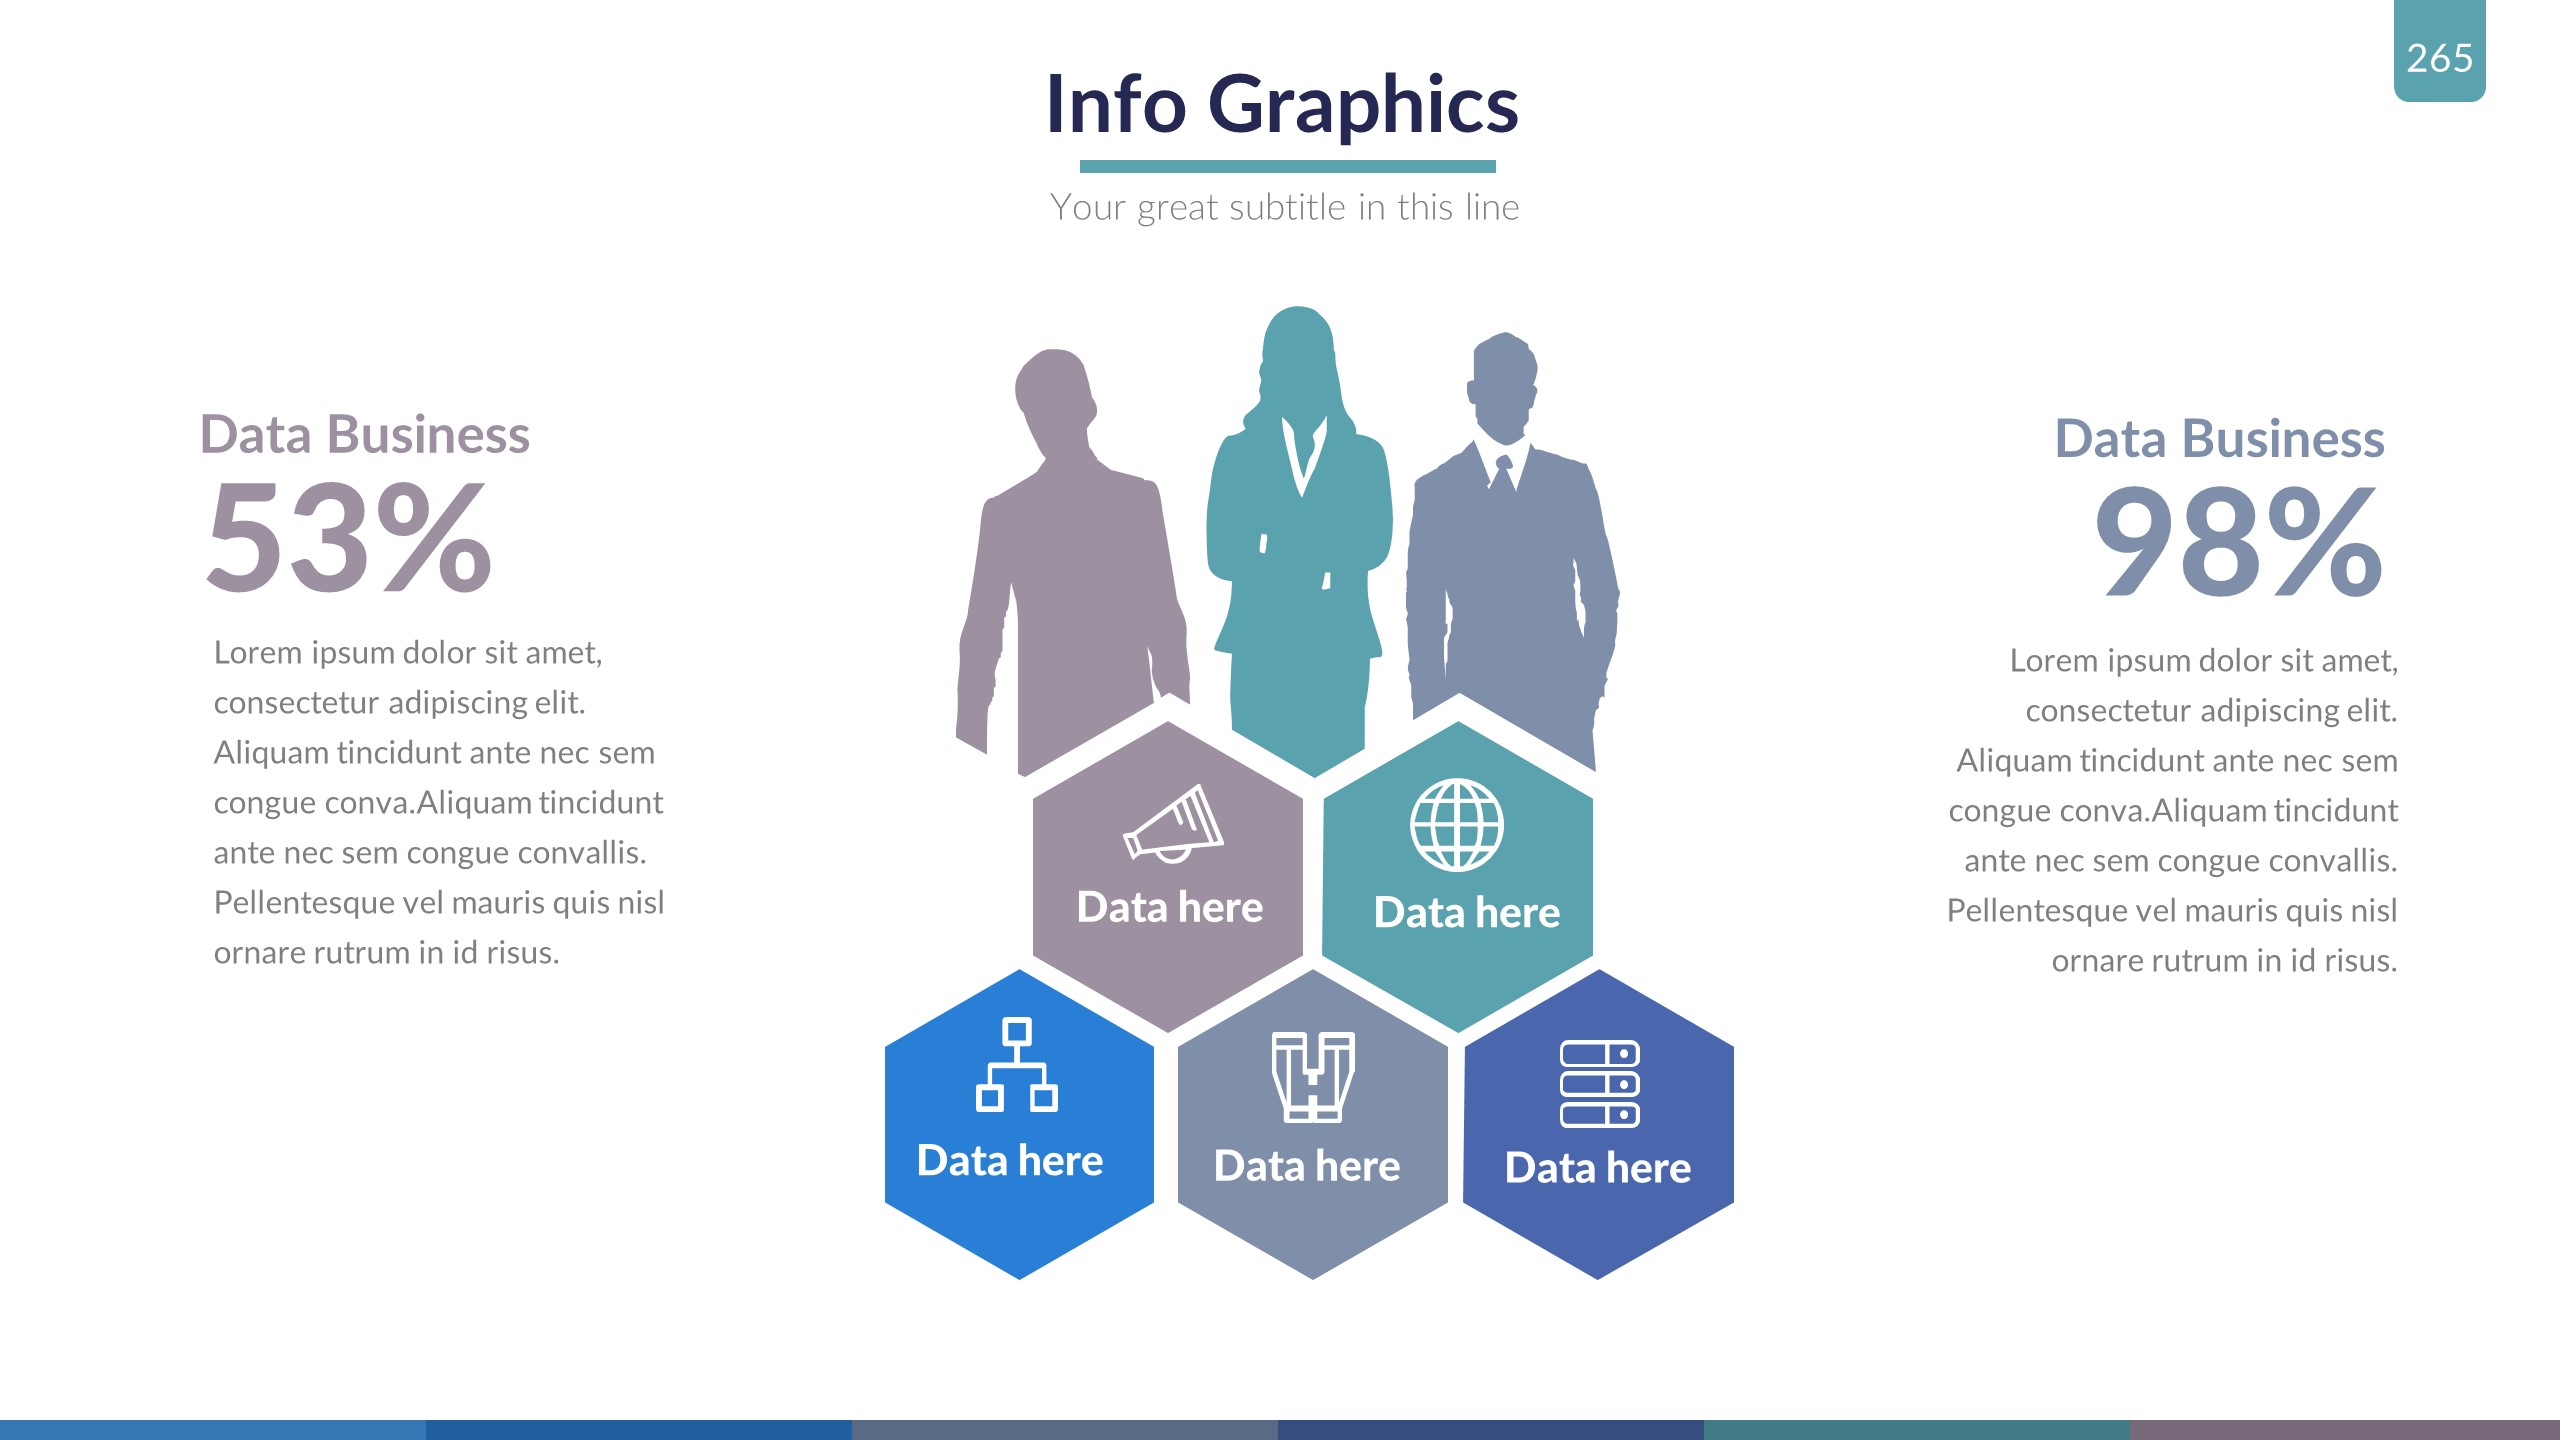 265
Info Graphics
Your great subtitle in this line
Data Business
53%
Lorem ipsum dolor sit amet,
consectetur adipiscing elit.
Aliquam tincidunt ante nec sem
congue conva.Aliquam tincidunt
ante nec sem congue convallis.
Pellentesque vel mauris quis nisl
ornare rutrum in id risus.
Data here
Data here
Data here
Data here
Data here
Data Business
98%
Lorem ipsum dolor sit amet,
consectetur adipiscing elit.
Aliquam tincidunt ante nec sem
congue conva.Aliquam tincidunt
ante nec sem congue convallis.
Pellentesque vel mauris quis nisl
ornare rutrum in id risus.